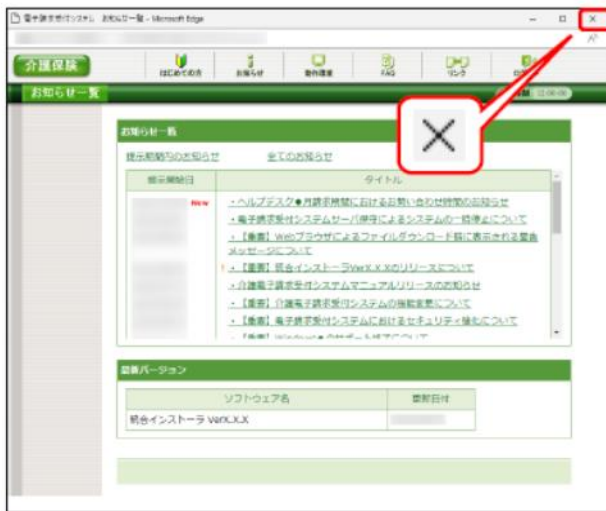 電子請求受付システム お知らせ一覧 - Microsoft Edge
介護保険
はじめての方
お知らせ
動作環境
FAQ
リンク
お知らせ一覧
お知らせ一覧
掲示期間内のお知らせ 全てのお知らせ
掲示開始日 タイトル
New ・ヘルプデスク●月請求期間におけるお問い合わせ時間のお知らせ
・電子請求受付システムサーバ保守によるシステムの一時停止について
・【重要】Webブラウザによるファイルダウンロード時に表示される警告
メッセージについて
! ・【重要】統合インストーラVerX.X.Xのリリースについて
・介護電子請求受付システムマニュアルリリースのお知らせ
・【重要】介護電子請求受付システムの機能変更について
・【重要】電子請求受付システムにおけるセキュリティ強化について
最新バージョン
ソフトウェア名 更新日付
統合インストーラ VerX.X.X